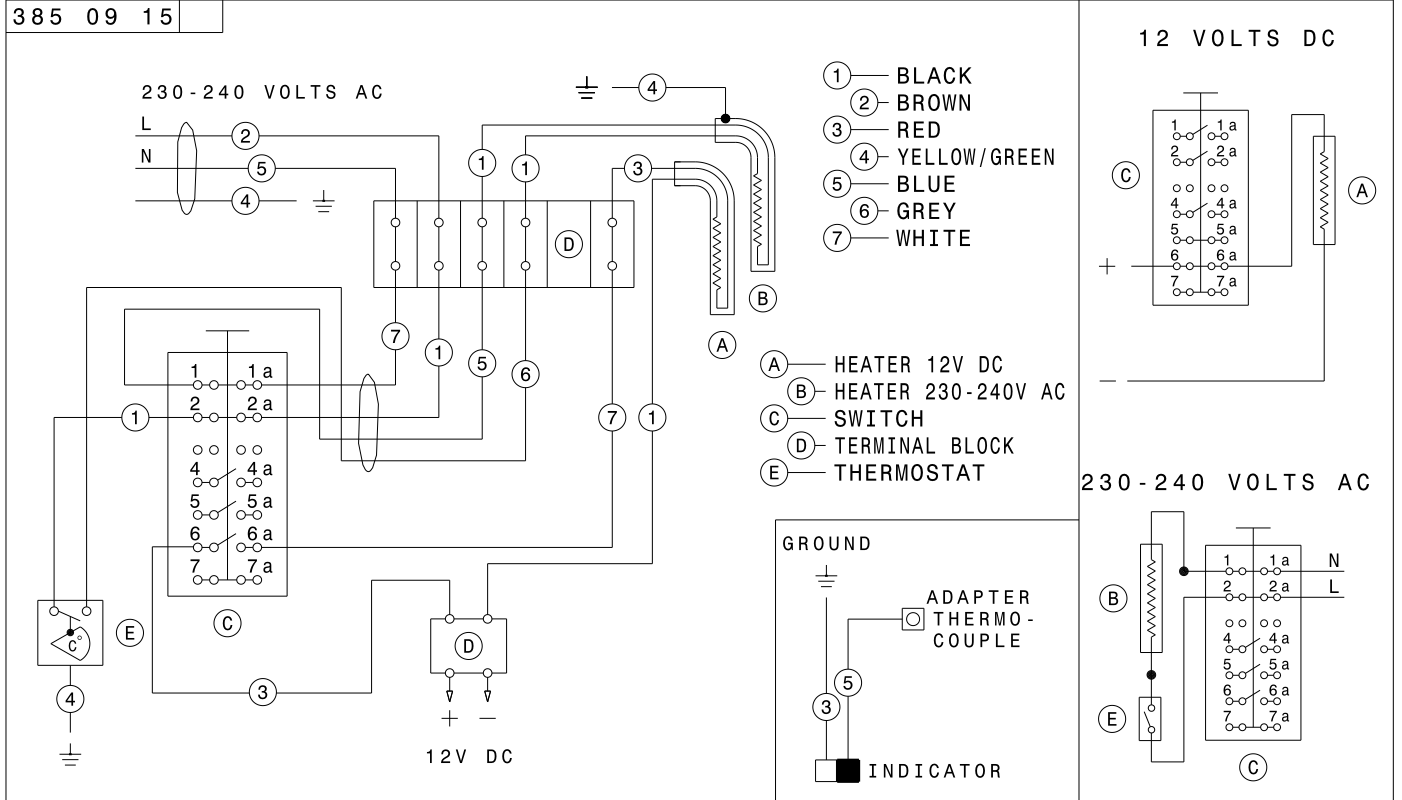 385 09 15
230-240 VOLTS AC
L
2
N
5
4
4
1
1
3
D
B
A
7
1
5
6
7
1
1 1a
2 2a
4 4a
5 5a
6 6a
7 7a
1
C
E
C°
4
3
D
+ −
12V DC
1 BLACK
2 BROWN
3 RED
4 YELLOW/GREEN
5 BLUE
6 GREY
7 WHITE
A HEATER 12V DC
B HEATER 230-240V AC
C SWITCH
D TERMINAL BLOCK
E THERMOSTAT
GROUND
ADAPTER
THERMO-
COUPLE
5
3
INDICATOR
12 VOLTS DC
1 1a
2 2a
4 4a
5 5a
6 6a
7 7a
C
A
+
−
230-240 VOLTS AC
1 1a N
2 2a L
4 4a
5 5a
6 6a
7 7a
B
E
C